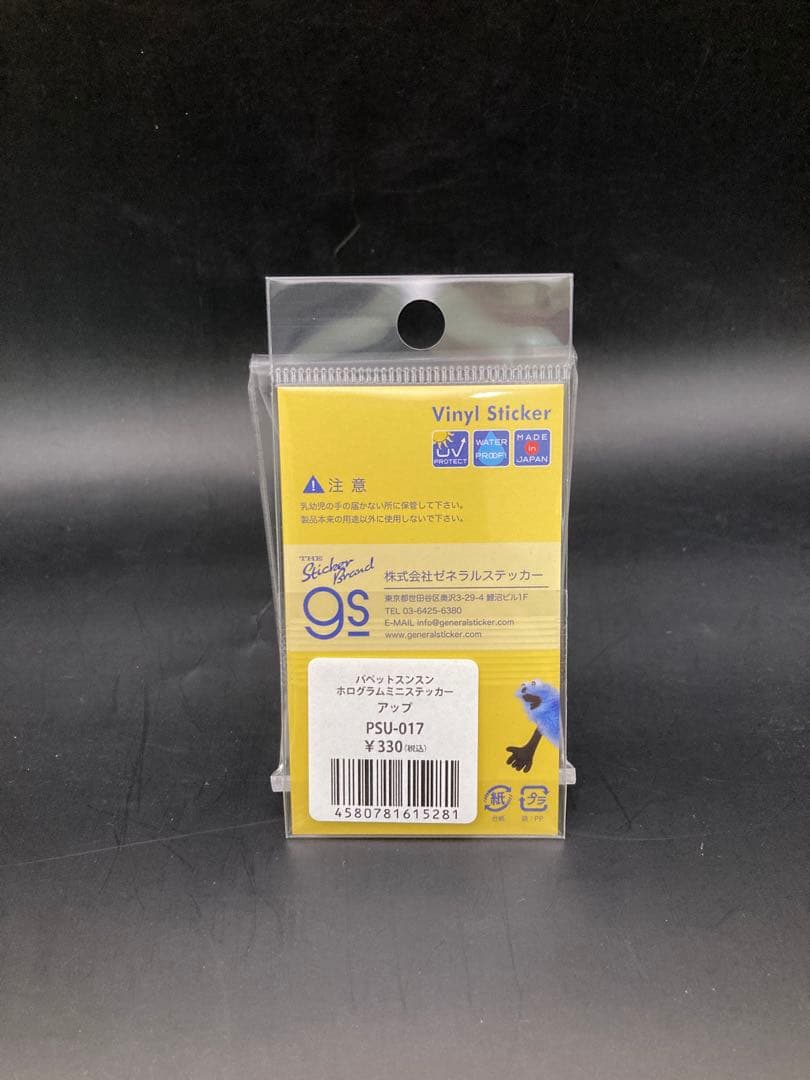 Vinyl Sticker
UV PROTECT
WATER PROOF!
MADE in JAPAN
注意
乳幼児の手の届かない所に保管して下さい。
製品本来の用途以外に使用しないで下さい。
THE Sticker Brand
gs
株式会社ゼネラルステッカー
東京都世田谷区奥沢3-29-4 鯉沼ビル1F
TEL 03-6425-6380
E-MAIL info@generalsticker.com
www.generalsticker.com
パペットスンスン
ホログラムミニステッカー
アップ
PSU-017
¥330(税込)
4580781615281
紙
台紙
プラ
袋:PP